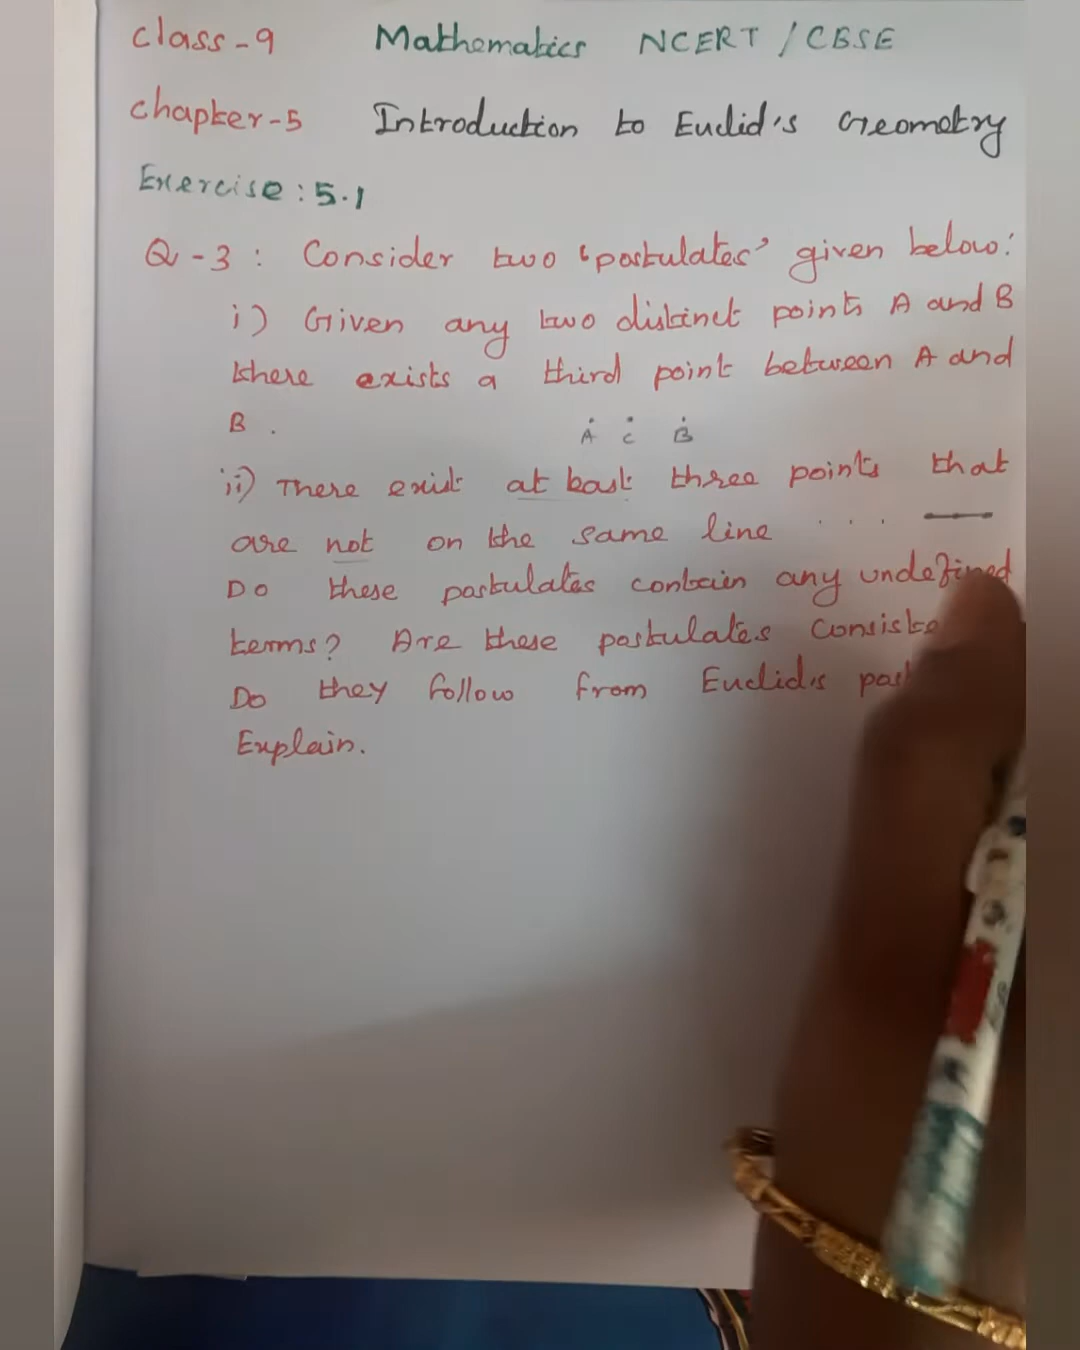 class-9 Mathematics NCERT / CBSE
chapter-5 Introduction to Euclid's Geometry
Exercise: 5.1
Q-3: Consider two 'postulates' given below:
i) Given any two distinct points A and B
there exists a third point between A and
B.
A C B
ii) There exist at least three points that
are not on the same line
Do these postulates contain any undefined
terms? Are these postulates
Do they follow from Euclid's
Explain.